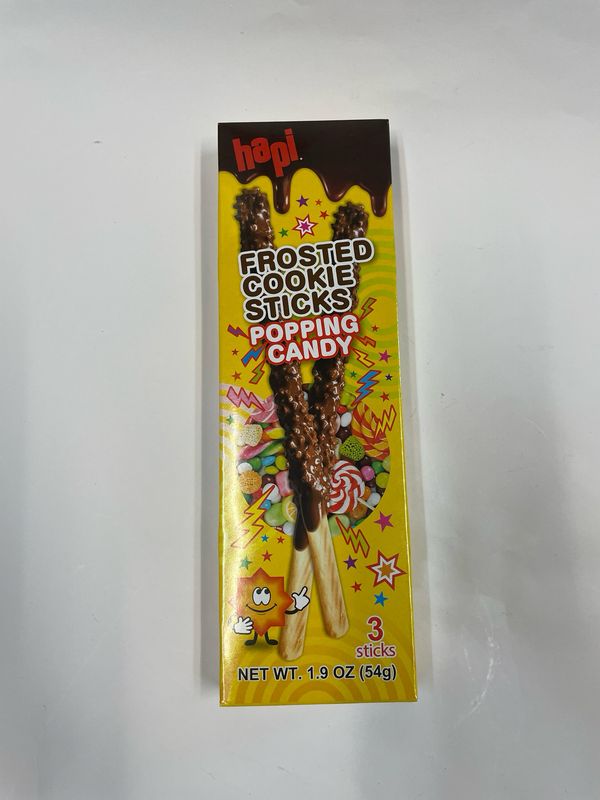 hapi
FROSTED
COOKIE
STICKS
POPPING
CANDY
3
sticks
NET WT. 1.9 OZ (54g)